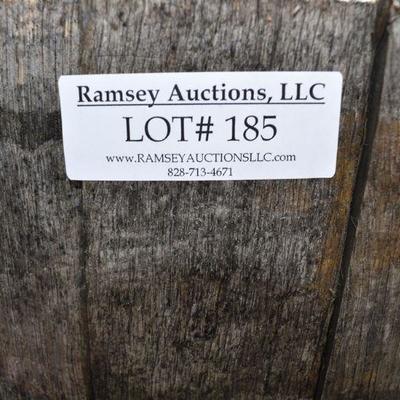 Ramsey Auctions, LLC
LOT# 185
www.RAMSEYAUCTIONSLLC.com
828-713-4671